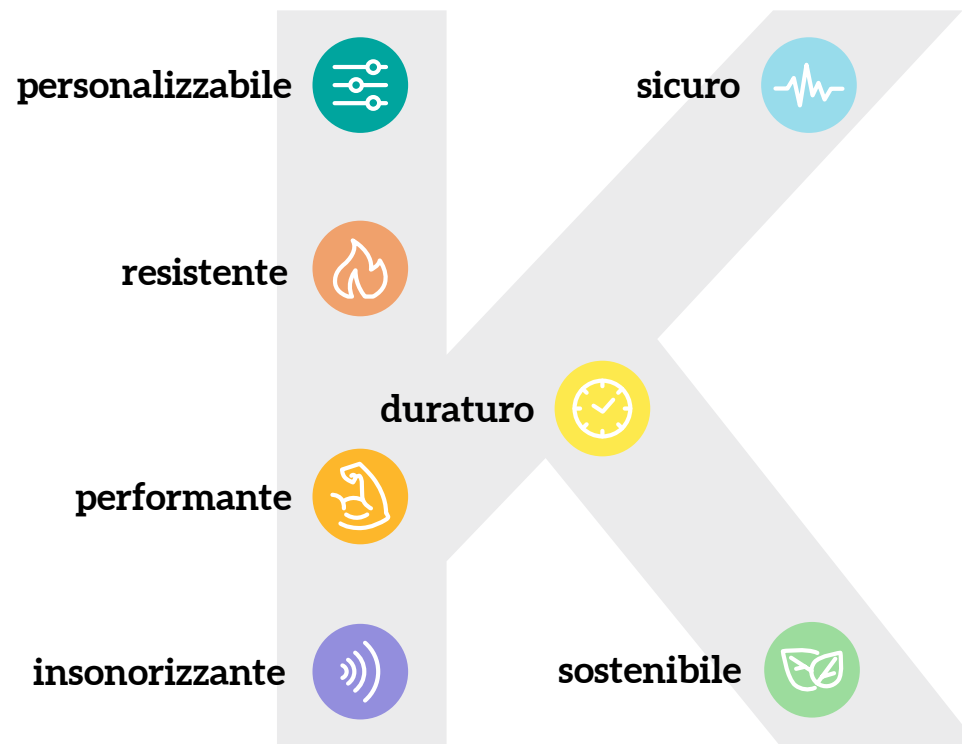 personalizzabile
sicuro
resistente
duraturo
performante
insonorizzante
sostenibile